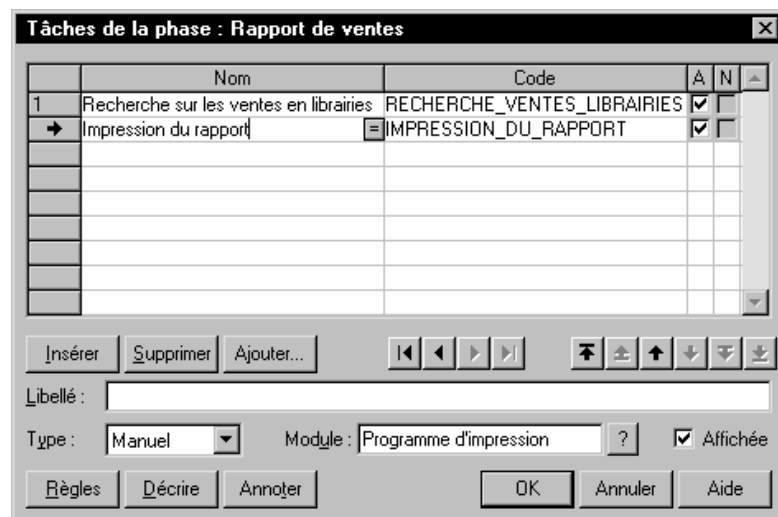 Tâches de la phase : Rapport de ventes
Nom Code A N
1 Recherche sur les ventes en librairies RECHERCHE_VENTES_LIBRAIRIES
Impression du rapport = IMPRESSION_DU_RAPPORT
Insérer Supprimer Ajouter...
Libellé :
Type : Manuel Module : Programme d'impression ? Affichée
Règles Décrire Annoter OK Annuler Aide